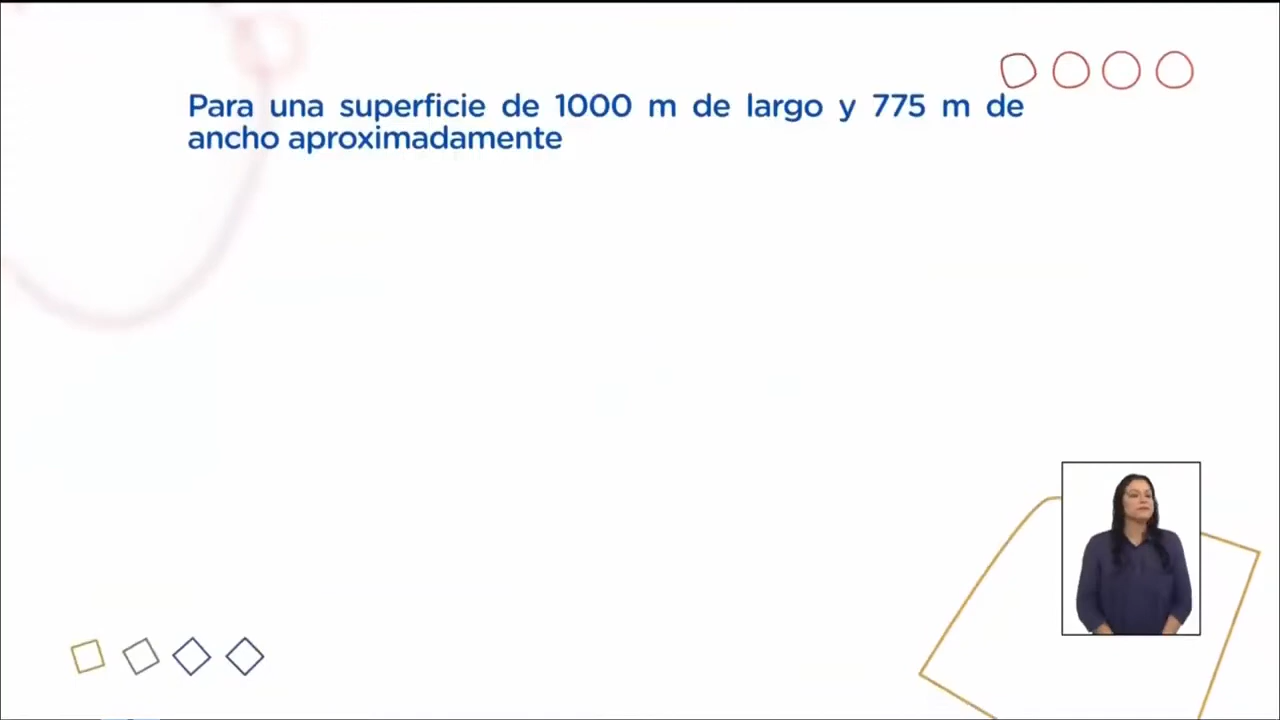 Para una superficie de 1000 m de largo y 775 m de
ancho aproximadamente